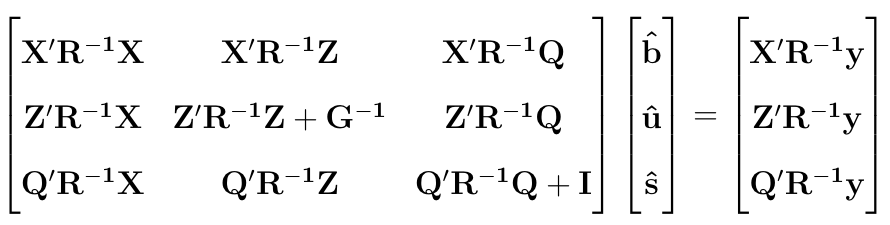 X′R⁻¹X X′R⁻¹Z X′R⁻¹Q b̂ X′R⁻¹y
Z′R⁻¹X Z′R⁻¹Z + G⁻¹ Z′R⁻¹Q û = Z′R⁻¹y
Q′R⁻¹X Q′R⁻¹Z Q′R⁻¹Q + I ŝ Q′R⁻¹y